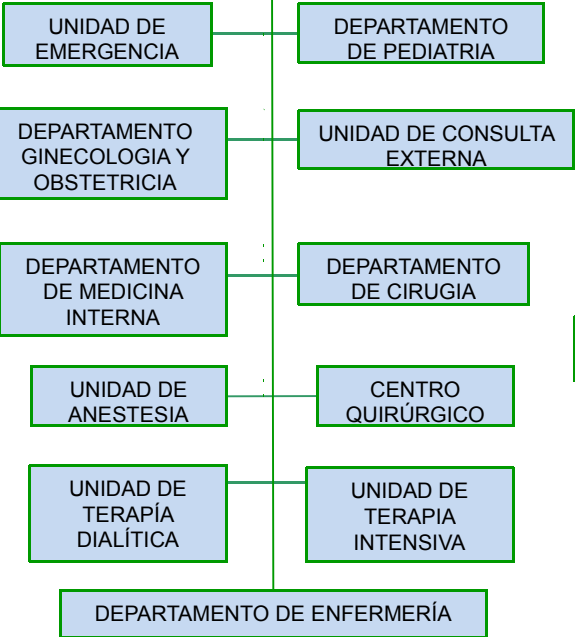 UNIDAD DE
EMERGENCIA
DEPARTAMENTO
DE PEDIATRIA
DEPARTAMENTO
GINECOLOGIA Y
OBSTETRICIA
UNIDAD DE CONSULTA
EXTERNA
DEPARTAMENTO
DE MEDICINA
INTERNA
DEPARTAMENTO
DE CIRUGIA
UNIDAD DE
ANESTESIA
CENTRO
QUIRÚRGICO
UNIDAD DE
TERAPÍA
DIALÍTICA
UNIDAD DE
TERAPIA
INTENSIVA
DEPARTAMENTO DE ENFERMERÍA